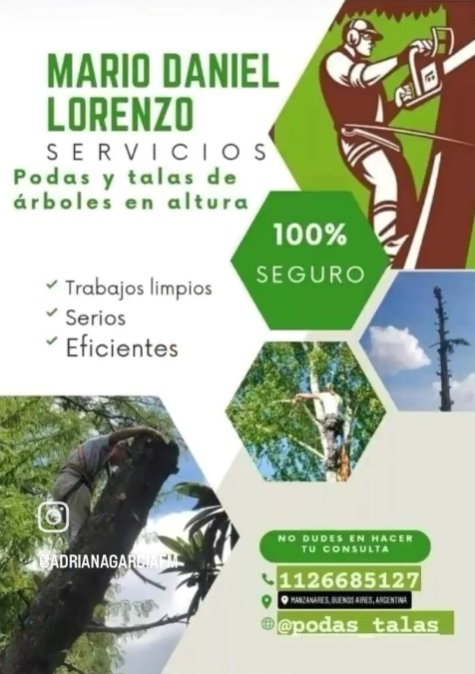 MARIO DANIEL
LORENZO
SERVICIOS
Podas y talas de
árboles en altura
100%
SEGURO
Trabajos limpios
Serios
Eficientes
@ADRIANAGARCIAFM
NO DUDES EN HACER
TU CONSULTA
1126685127
MANZANARES, BUENOS AIRES, ARGENTINA
@podas_talas